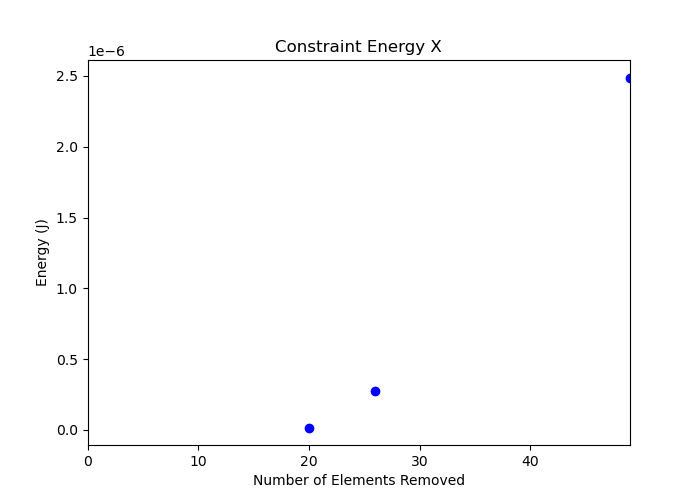 Constraint Energy X
1e−6
2.5
2.0
1.5
1.0
0.5
0.0
Energy (J)
0 10 20 30 40
Number of Elements Removed